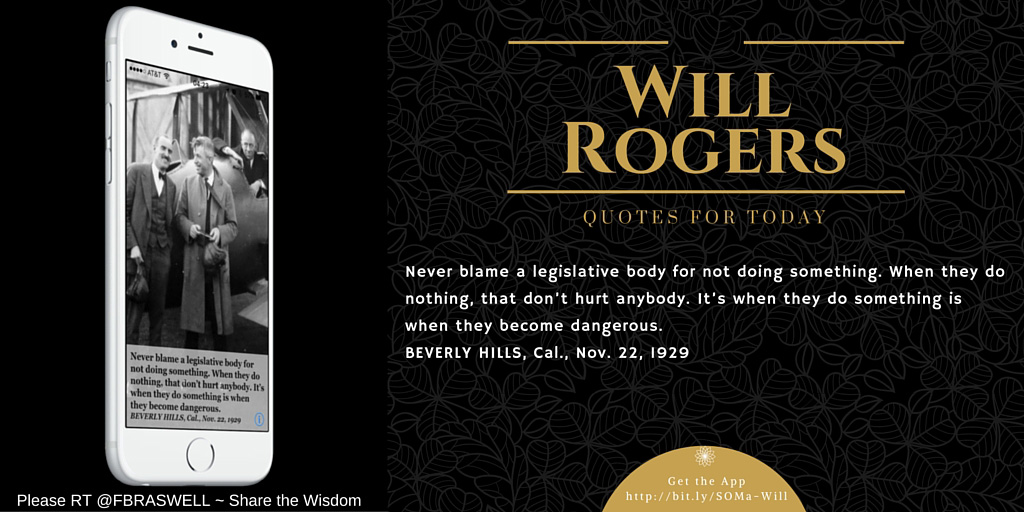 AT&T
Never blame a legislative body for
not doing something. When they do
nothing, that don't hurt anybody. It's
when they do something is when
they become dangerous.
BEVERLY HILLS, Cal., Nov. 22, 1929
Please RT @FBRASWELL ~ Share the Wisdom
WILL
ROGERS
QUOTES FOR TODAY
Never blame a legislative body for not doing something. When they do
nothing, that don't hurt anybody. It's when they do something is
when they become dangerous.
BEVERLY HILLS, Cal., Nov. 22, 1929
Get the App
http://bit.ly/SOMa-Will